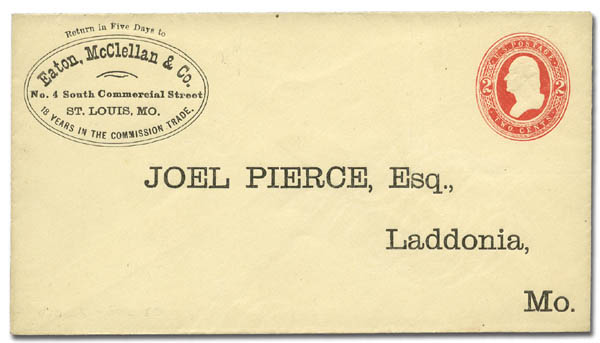 Return in Five Days to
Eaton, McClellan & Co.
No. 4 South Commercial Street
ST. LOUIS, MO.
18 YEARS IN THE COMMISSION TRADE.
U.S. POSTAGE
2 2
TWO CENTS
JOEL PIERCE, Esq.,
Laddonia,
Mo.